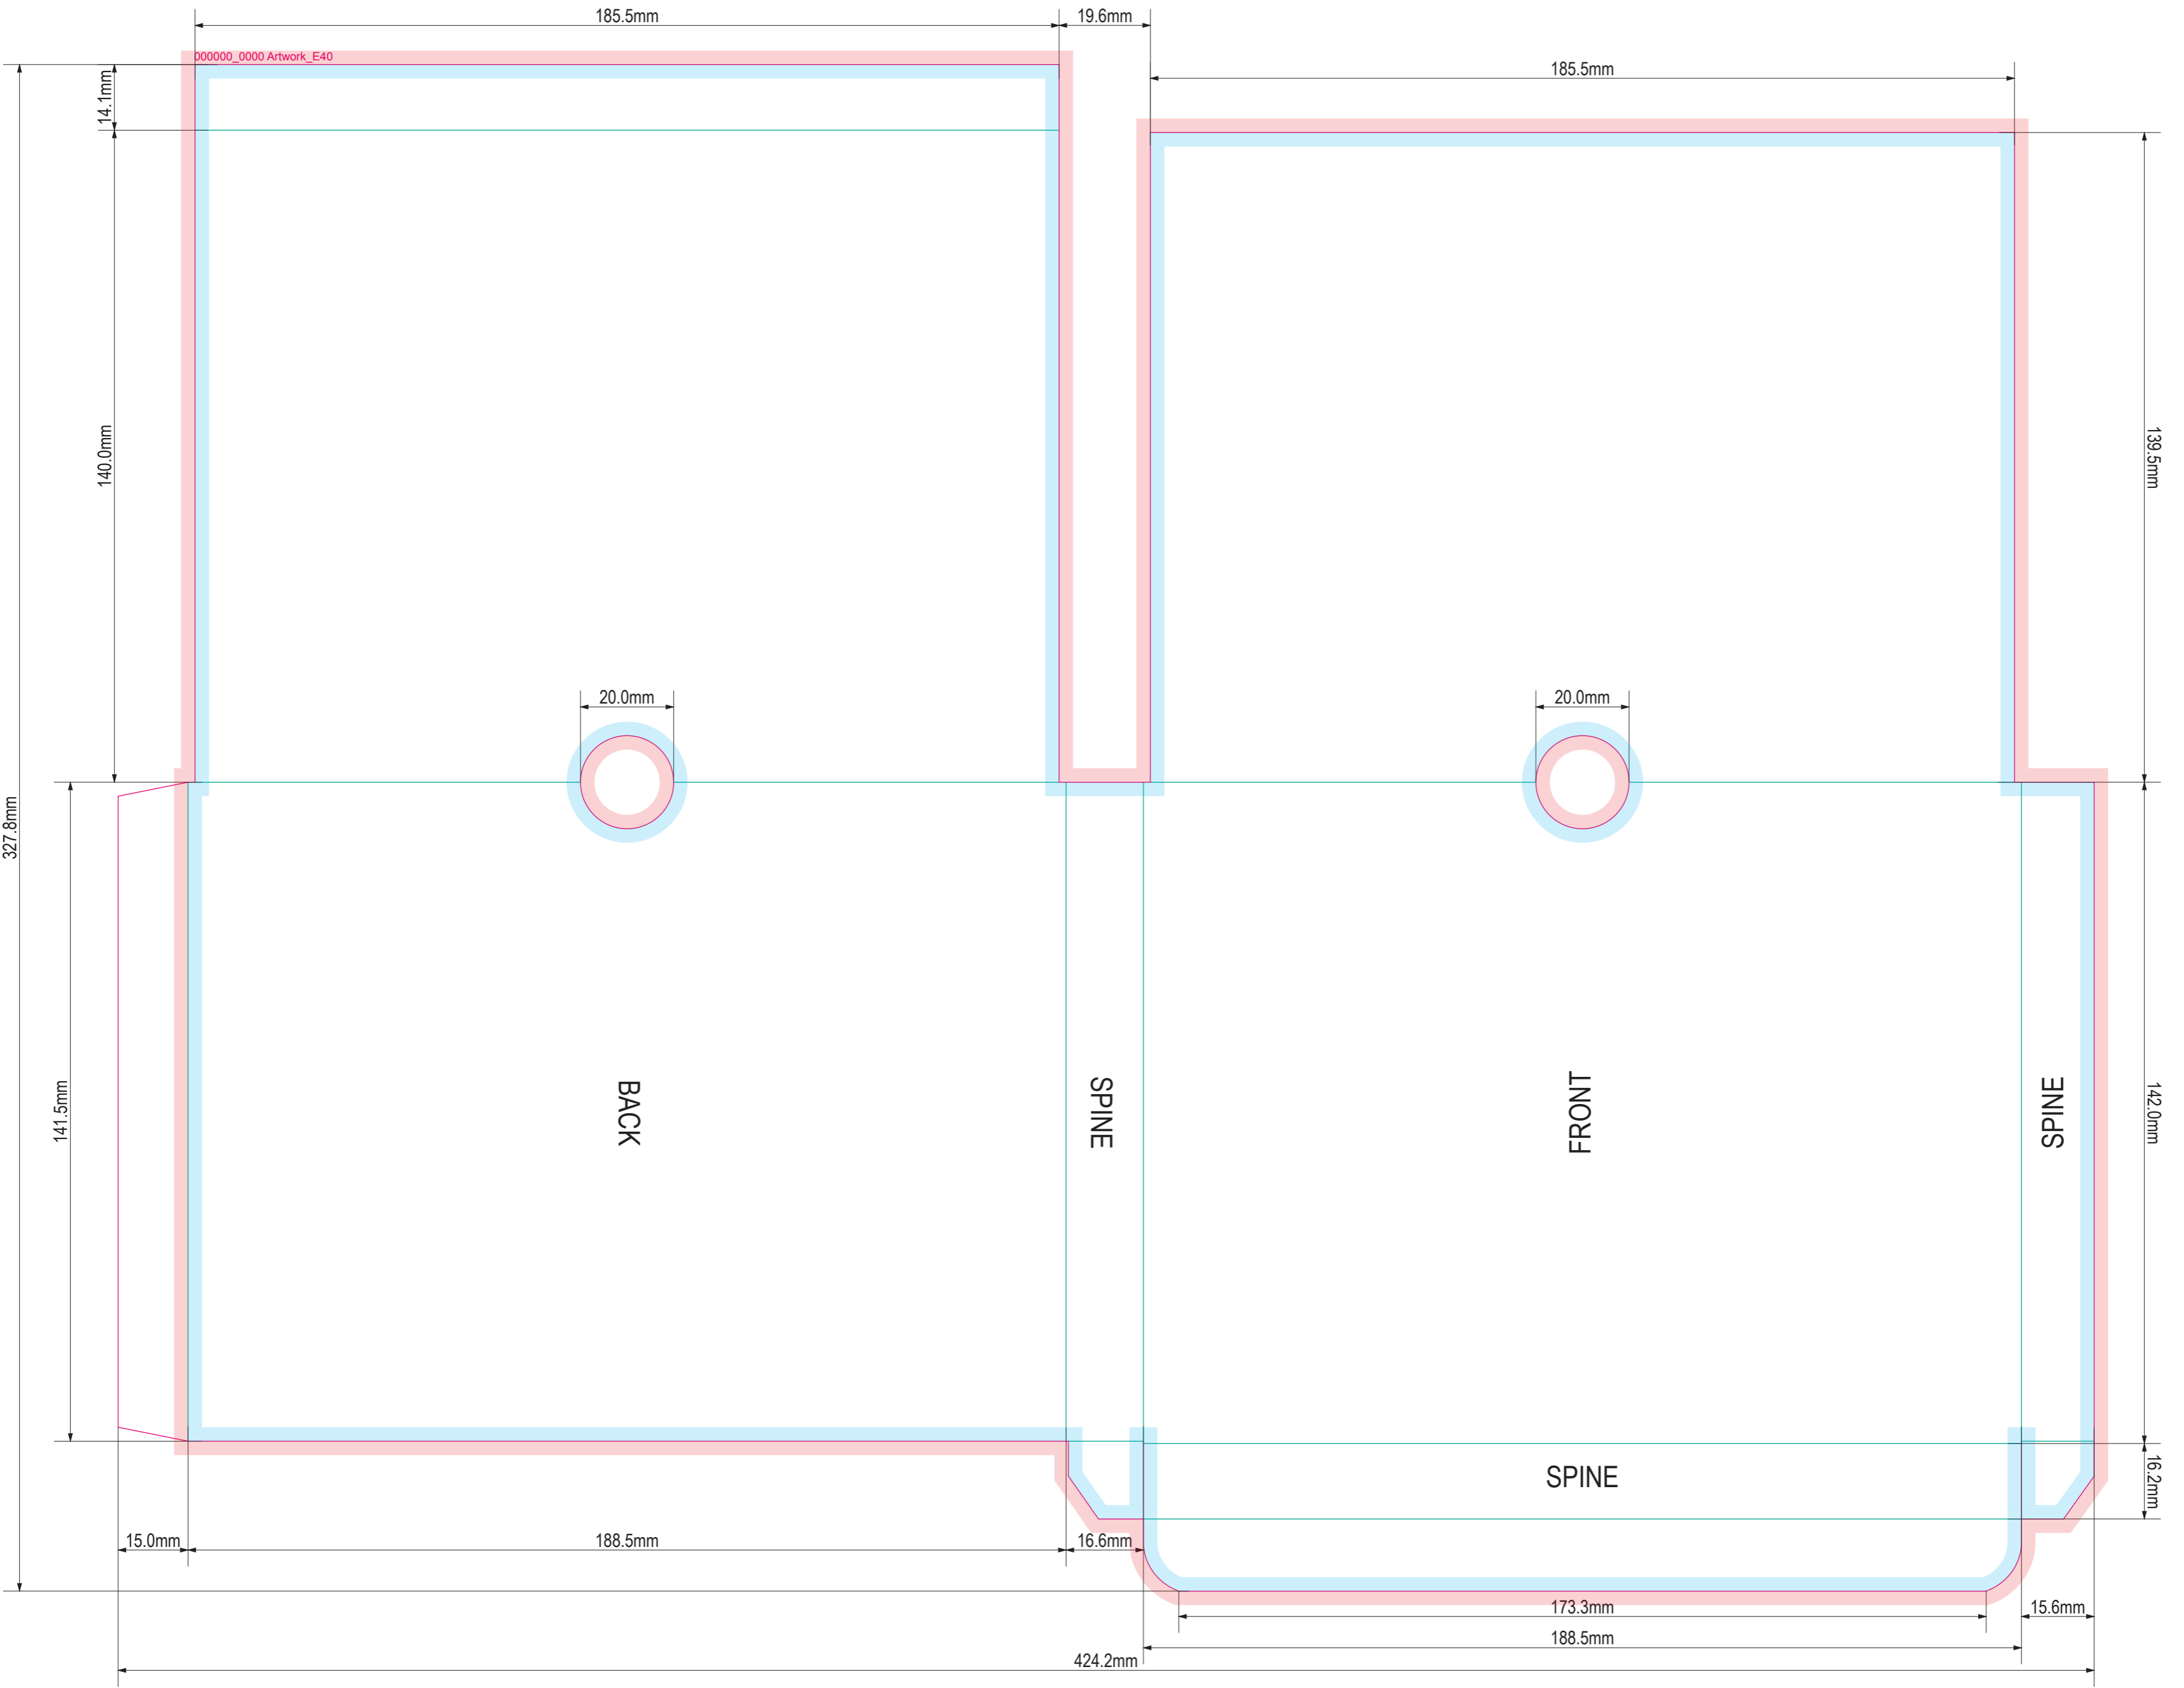 185.5mm
19.6mm
000000_0000 Artwork_E40
185.5mm
14.1mm
140.0mm
139.5mm
20.0mm
20.0mm
327.8mm
141.5mm
BACK
SPINE
FRONT
SPINE
142.0mm
SPINE
16.2mm
15.0mm
188.5mm
16.6mm
173.3mm
15.6mm
188.5mm
424.2mm